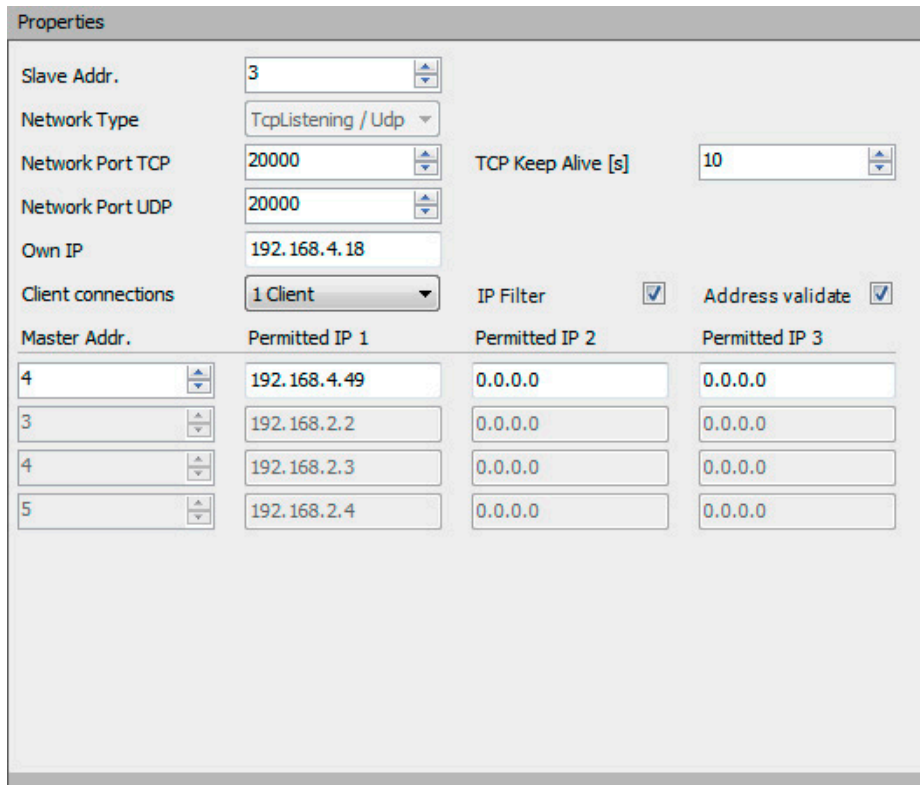 Properties
Slave Addr. 3
Network Type TcpListening / Udp
Network Port TCP 20000 TCP Keep Alive [s] 10
Network Port UDP 20000
Own IP 192.168.4.18
Client connections 1 Client IP Filter Address validate
Master Addr. Permitted IP 1 Permitted IP 2 Permitted IP 3
4 192.168.4.49 0.0.0.0 0.0.0.0
3 192.168.2.2 0.0.0.0 0.0.0.0
4 192.168.2.3 0.0.0.0 0.0.0.0
5 192.168.2.4 0.0.0.0 0.0.0.0